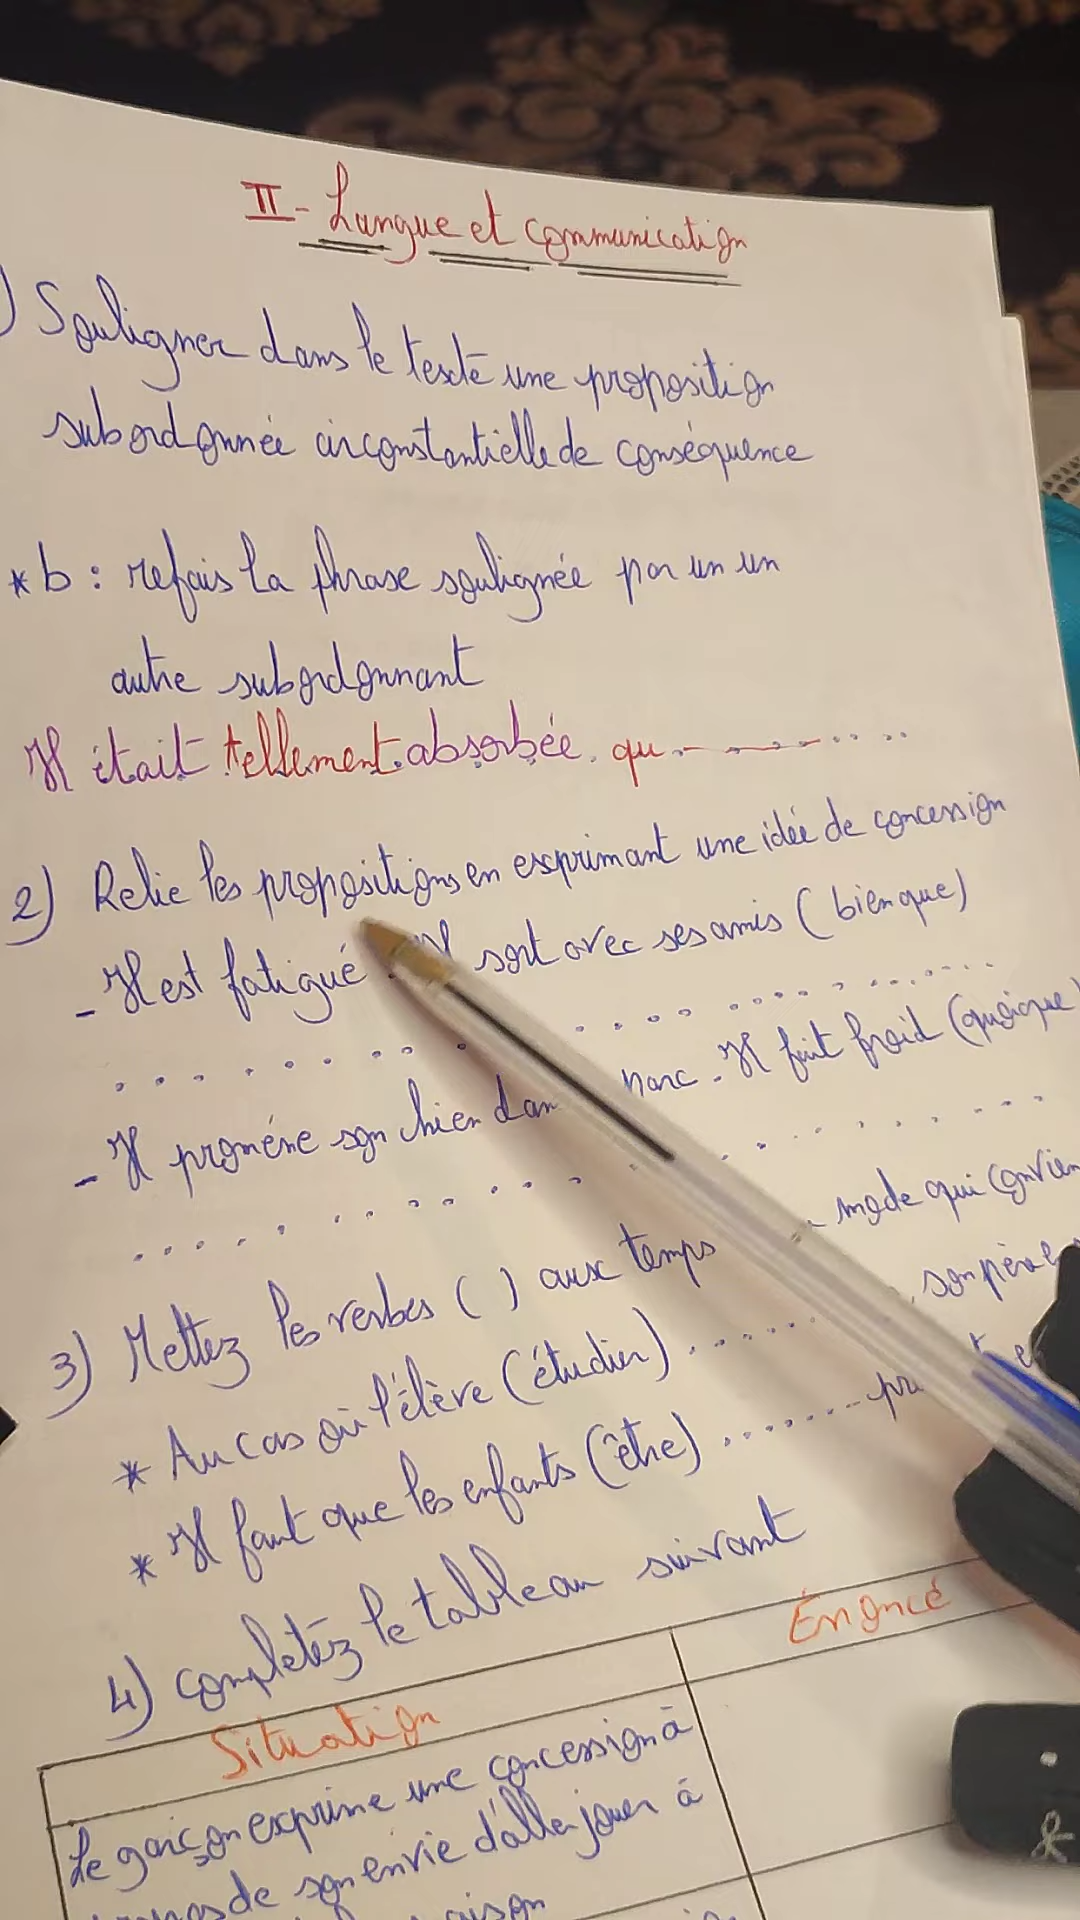 II- Langue et communication
) Souligner dans le texte une proposition
subordonnée circonstantielle de conséquence
* b : refais la phrase soulignée par un un
autre subordonnant
Il était tellement absorbée qu
2) Relie les propositions en exprimant une idée de concession
- Il est fatigué. Il sort avec ses amis (bien que)
- Il proméne son chien dan parc. Il fait froid (quoique)
3) Mettez les verbes ( ) aux temps mode qui convien
* Au cas où l'élève (étudier) ........, son père
* Il faut que les enfants (être) ........
4) completéz le tableau suivant
Situation Énoncé
Le garçon exprime une concession à
de son envie d'aller jouer à